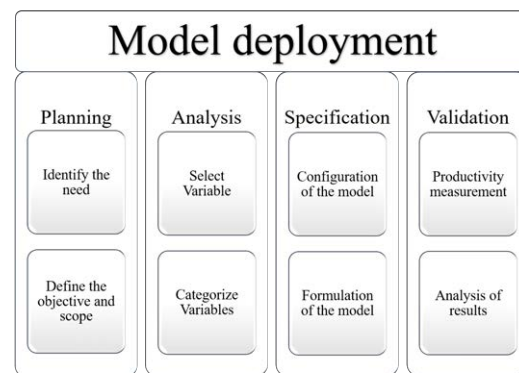 Model deployment
Planning
Identify the
need
Define the
objective and
scope
Analysis
Select
Variable
Categorize
Variables
Specification
Configuration
of the model
Formulation
of the model
Validation
Productivity
measurement
Analysis of
results